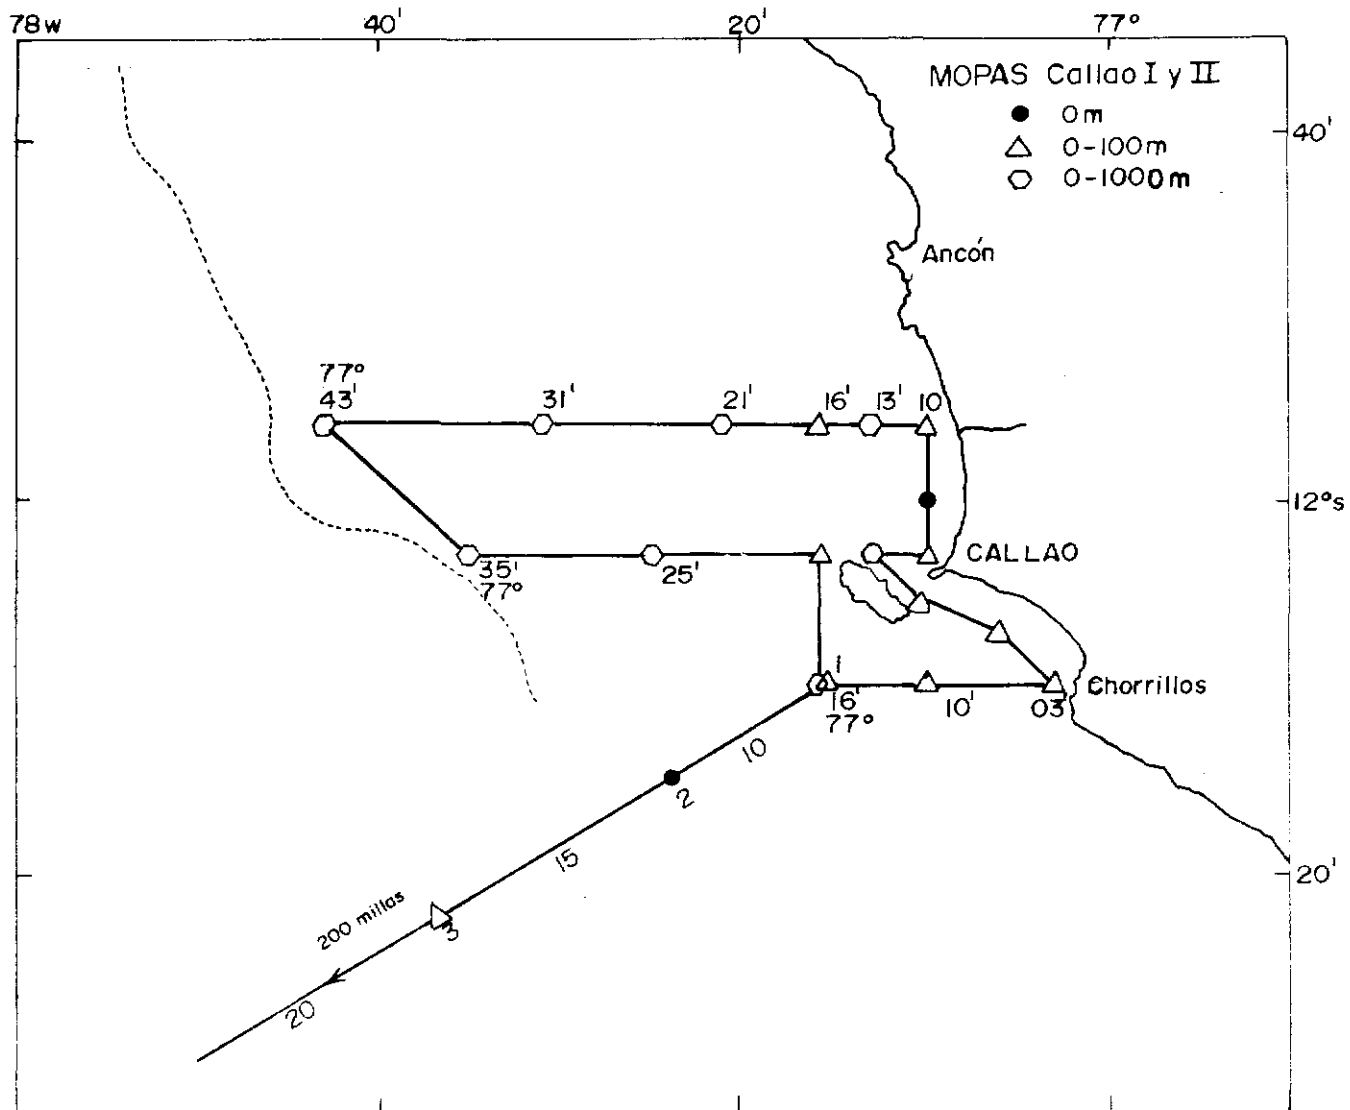 78w 40' 20' 77°
MOPAS Callao I y II
0m
0-100m
0-1000m
40'
Ancón
77°
43' 31' 21' 16' 13' 10
12°s
CALLAO
35' 25'
77°
1
16' 10' 03
77°
Chorrillos
10
2
15
20'
200 millas
3
20